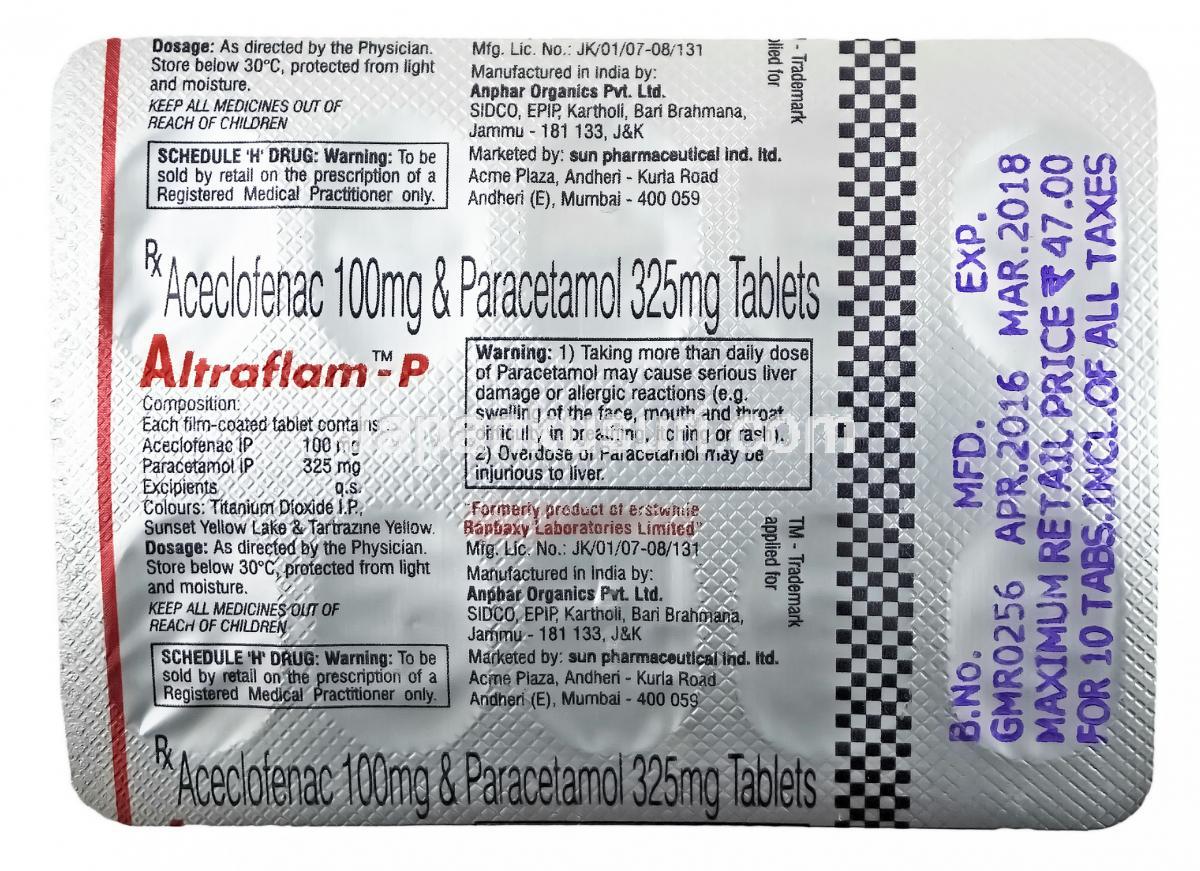 Dosage: As directed by the Physician.
Store below 30°C, protected from light
and moisture.
KEEP ALL MEDICINES OUT OF
REACH OF CHILDREN
SCHEDULE 'H' DRUG: Warning: To be
sold by retail on the prescription of a
Registered Medical Practitioner only.
Mfg. Lic. No.: JK/01/07-08/131
Manufactured in India by:
Anphar Organics Pvt. Ltd.
SIDCO, EPIP, Kartholi, Bari Brahmana,
Jammu - 181 133, J&K
Marketed by: sun pharmaceutical ind. ltd.
Acme Plaza, Andheri - Kurla Road
Andheri (E), Mumbai - 400 059
- Trademark
plied for
Rx Aceclofenac 100mg & Paracetamol 325mg Tablets
Altraflam™-P
Composition:
Each film-coated tablet contains
Aceclofenac IP 100 mg
Paracetamol IP 325 mg
Excipients q.s.
Colours: Titanium Dioxide I.P.,
Sunset Yellow Lake & Tartrazine Yellow.
Dosage: As directed by the Physician.
Store below 30°C, protected from light
and moisture.
KEEP ALL MEDICINES OUT OF
REACH OF CHILDREN
SCHEDULE 'H' DRUG: Warning: To be
sold by retail on the prescription of a
Registered Medical Practitioner only.
Warning: 1) Taking more than daily dose
of Paracetamol may cause serious liver
damage or allergic reactions (e.g.
swelling of the face, mouth and throat,
difficulty in breathing, itching or rash).
2) Overdose of Paracetamol may be
injurious to liver.
"Formerly product of erstwhile
Ranbaxy Laboratories Limited"
Mfg. Lic. No.: JK/01/07-08/131
Manufactured in India by:
Anphar Organics Pvt. Ltd.
SIDCO, EPIP, Kartholi, Bari Brahmana,
Jammu - 181 133, J&K
Marketed by: sun pharmaceutical ind. ltd.
Acme Plaza, Andheri - Kurla Road
Andheri (E), Mumbai - 400 059
TM - Trademark
applied for
Rx Aceclofenac 100mg & Paracetamol 325mg Tablets
B.No. MFD. EXP.
GMR0256 APR.2016 MAR.2018
MAXIMUM RETAIL PRICE ₹ 47.00
FOR 10 TABS.INCL.OF ALL TAXES